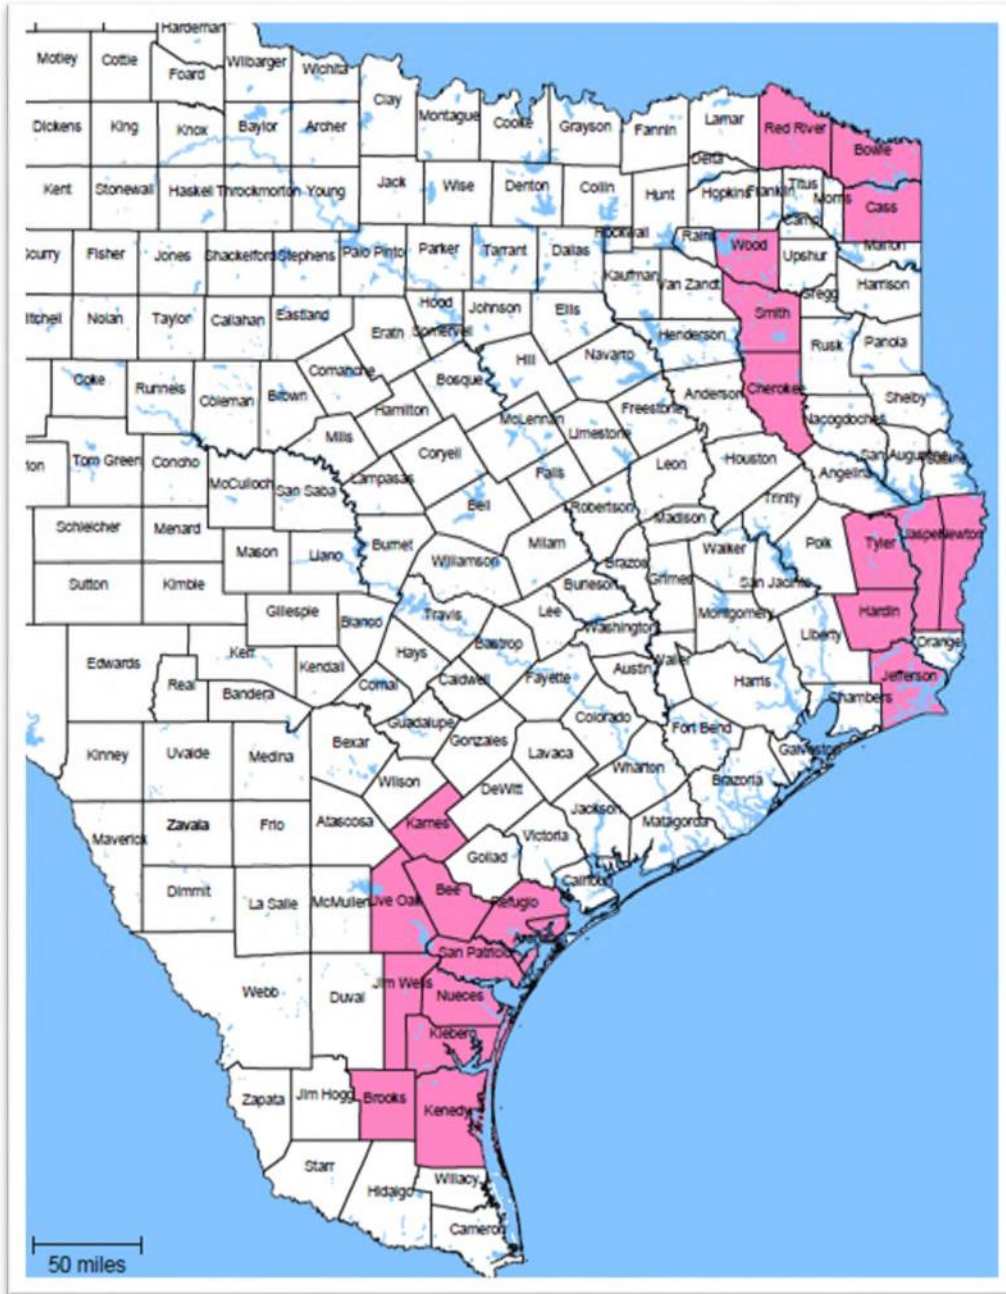 Hardeman
Motley
Cottle
Foard
Wilbarger
Wichita
Clay
Montague
Cooke
Grayson
Fannin
Lamar
Red River
Bowie
Dickens
King
Knox
Baylor
Archer
Delta
Kent
Stonewall
Haskel
Throckmorton
Young
Jack
Wise
Denton
Collin
Hunt
Hopkins
Franklin
Titus
Morris
Cass
Camp
Rockwall
Rains
Wood
Upshur
Marion
Scurry
Fisher
Jones
Shackelford
Stephens
Palo Pinto
Parker
Tarrant
Dallas
Kaufman
Van Zandt
Gregg
Harrison
Nolan
Taylor
Callahan
Eastland
Erath
Hood
Somervell
Johnson
Ellis
Henderson
Smith
Rusk
Panola
Coke
Runnels
Coleman
Brown
Comanche
Hamilton
Bosque
Hill
Navarro
Freestone
Anderson
Cherokee
Nacogdoches
Shelby
Tom Green
Concho
McCulloch
San Saba
Mills
Lampasas
Coryell
McLennan
Limestone
Falls
Bell
Leon
Houston
Angelina
San Augustine
Robertson
Madison
Trinity
Schleicher
Menard
Mason
Llano
Burnet
Williamson
Milam
Brazos
Grimes
Walker
San Jacinto
Polk
Tyler
Jasper
Newton
Sutton
Kimble
Gillespie
Blanco
Travis
Lee
Burleson
Washington
Montgomery
Liberty
Hardin
Orange
Edwards
Real
Kerr
Bandera
Kendall
Comal
Hays
Caldwell
Bastrop
Fayette
Austin
Waller
Harris
Chambers
Jefferson
Kinney
Uvalde
Medina
Bexar
Guadalupe
Gonzales
Lavaca
Colorado
Fort Bend
Galveston
Wharton
Brazoria
Maverick
Zavala
Frio
Atascosa
Wilson
Karnes
DeWitt
Jackson
Matagorda
Victoria
Goliad
Calhoun
Dimmit
La Salle
McMullen
Live Oak
Bee
Refugio
San Patricio
Webb
Duval
Jim Wells
Nueces
Kleberg
Zapata
Jim Hogg
Brooks
Kenedy
Starr
Hidalgo
Willacy
Cameron
50 miles